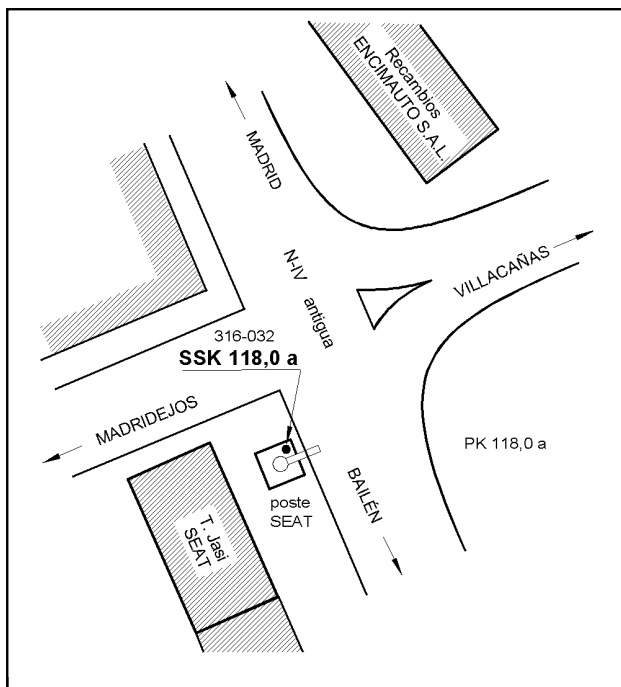 Recambios
ENCIMAUTO S.A.L.
MADRID
N-IV
antigua
VILLACAÑAS
316-032
SSK 118,0 a
MADRIDEJOS
PK 118,0 a
BAILÉN
poste
SEAT
T. Jasi
SEAT